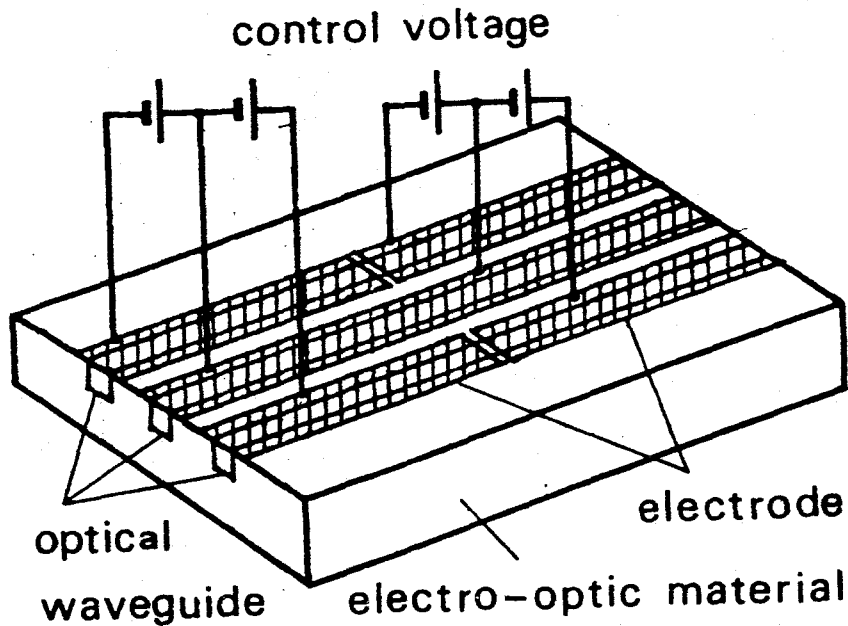 control voltage
electrode
optical
waveguide
electro-optic material